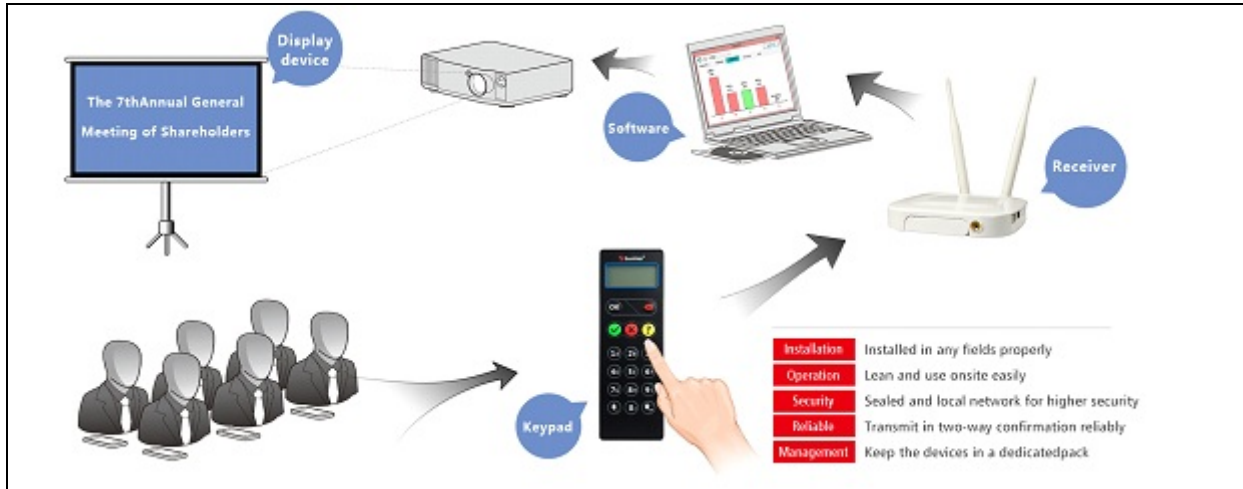 Display
device
The 7thAnnual General
Meeting of Shareholders
Software
Receiver
Keypad
OK
Installation Installed in any fields properly
Operation Lean and use onsite easily
Security Sealed and local network for higher security
Reliable Transmit in two-way confirmation reliably
Management Keep the devices in a dedicatedpack